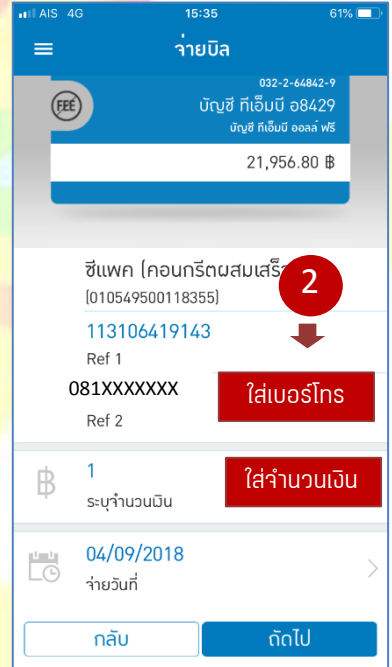 AIS 4G 15:35 61%
จ่ายบิล
032-2-64842-9
FEE
บัญชี ทีเอ็มบี อ8429
บัญชี ทีเอ็มบี ออลล์ ฟรี
21,956.80 ฿
ซีแพค (คอนกรีตผสมเสร็
(010549500118355)
2
113106419143
Ref 1
081XXXXXXX
ใส่เบอร์โทร
Ref 2
฿ 1
ใส่จำนวนเงิน
ระบุจำนวนเงิน
04/09/2018
จ่ายวันที่
กลับ ถัดไป